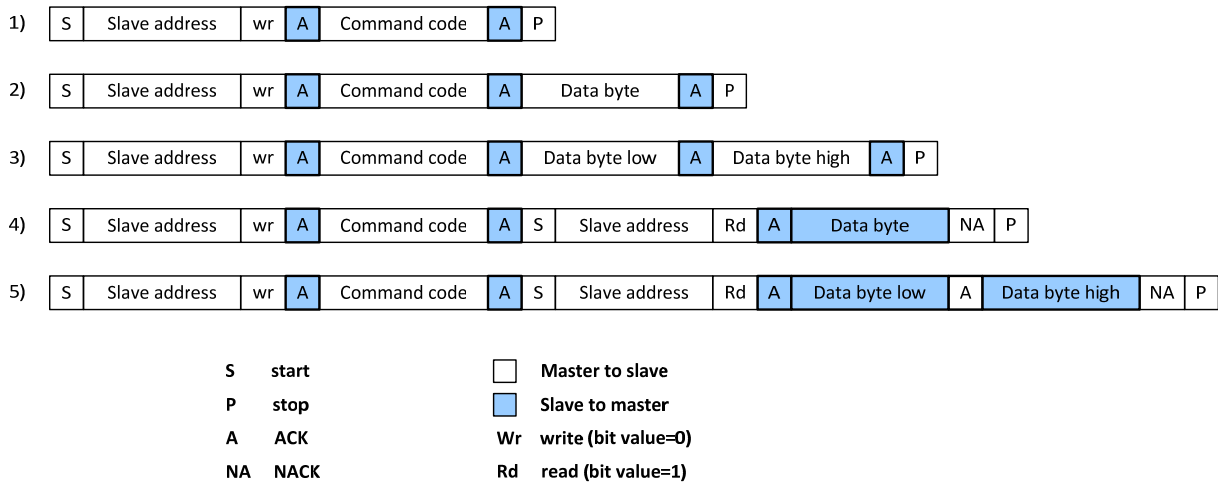 1) S Slave address wr A Command code A P
2) S Slave address wr A Command code A Data byte A P
3) S Slave address wr A Command code A Data byte low A Data byte high A P
4) S Slave address wr A Command code A S Slave address Rd A Data byte NA P
5) S Slave address wr A Command code A S Slave address Rd A Data byte low A Data byte high NA P
S start Master to slave
P stop Slave to master
A ACK Wr write (bit value=0)
NA NACK Rd read (bit value=1)